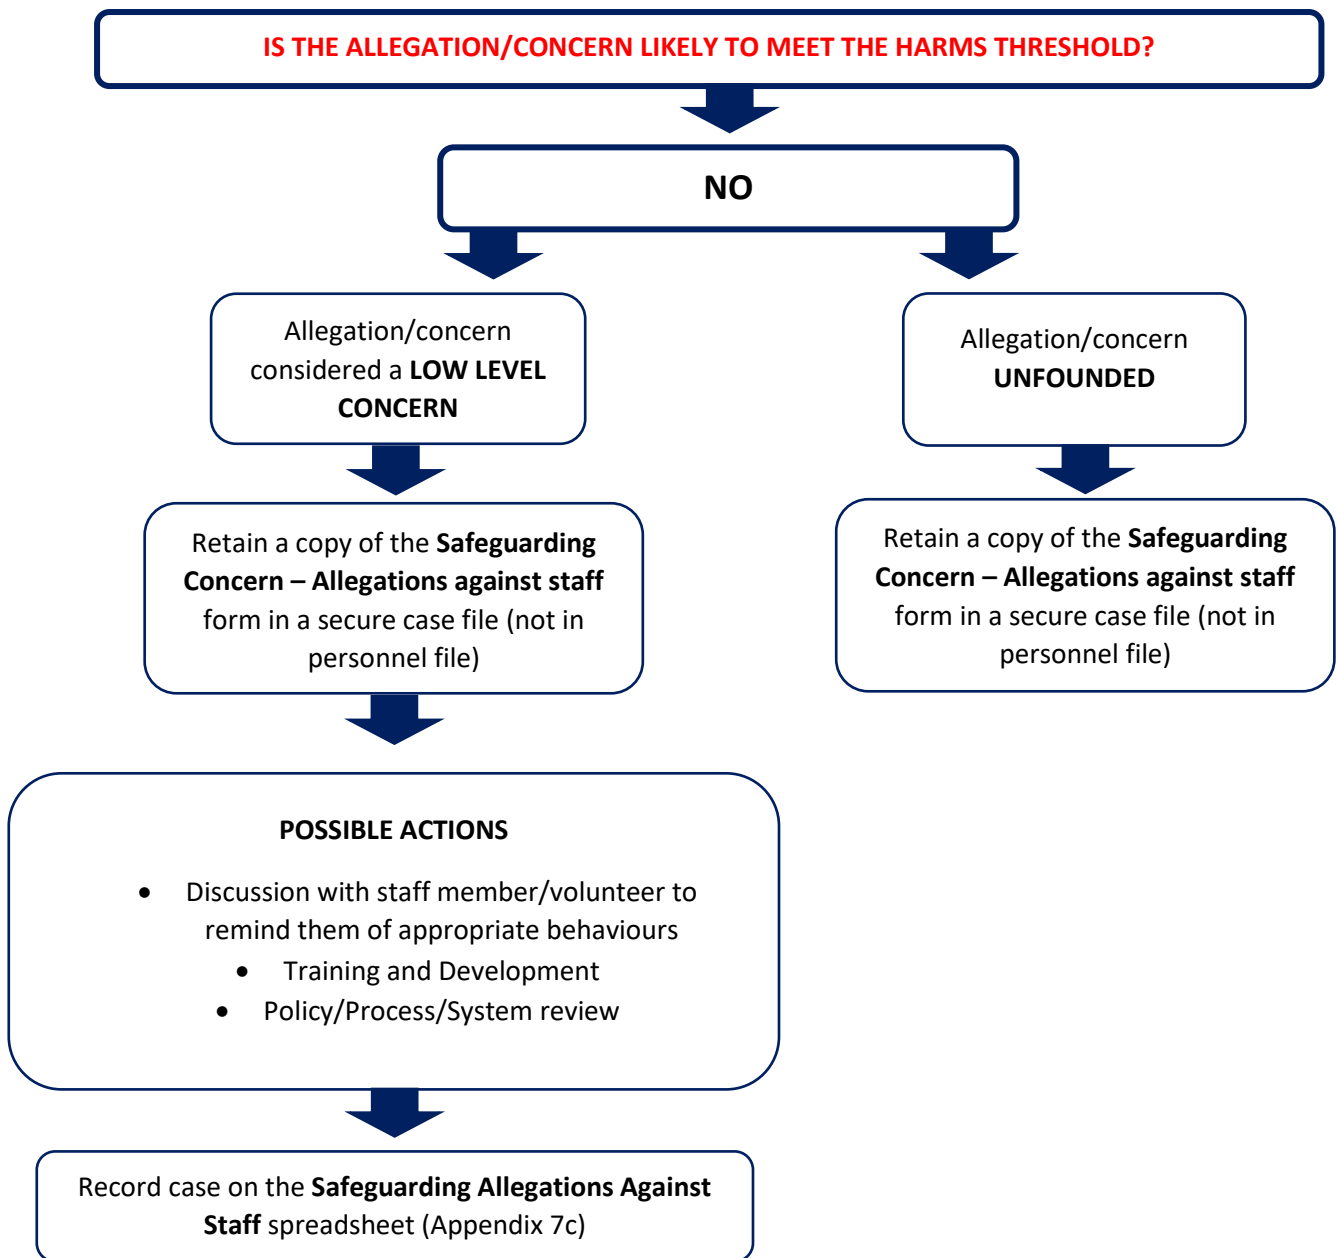 IS THE ALLEGATION/CONCERN LIKELY TO MEET THE HARMS THRESHOLD?
NO
Allegation/concern
considered a LOW LEVEL
CONCERN
Allegation/concern
UNFOUNDED
Retain a copy of the Safeguarding
Concern – Allegations against staff
form in a secure case file (not in
personnel file)
Retain a copy of the Safeguarding
Concern – Allegations against staff
form in a secure case file (not in
personnel file)
POSSIBLE ACTIONS
• Discussion with staff member/volunteer to
remind them of appropriate behaviours
• Training and Development
• Policy/Process/System review
Record case on the Safeguarding Allegations Against
Staff spreadsheet (Appendix 7c)